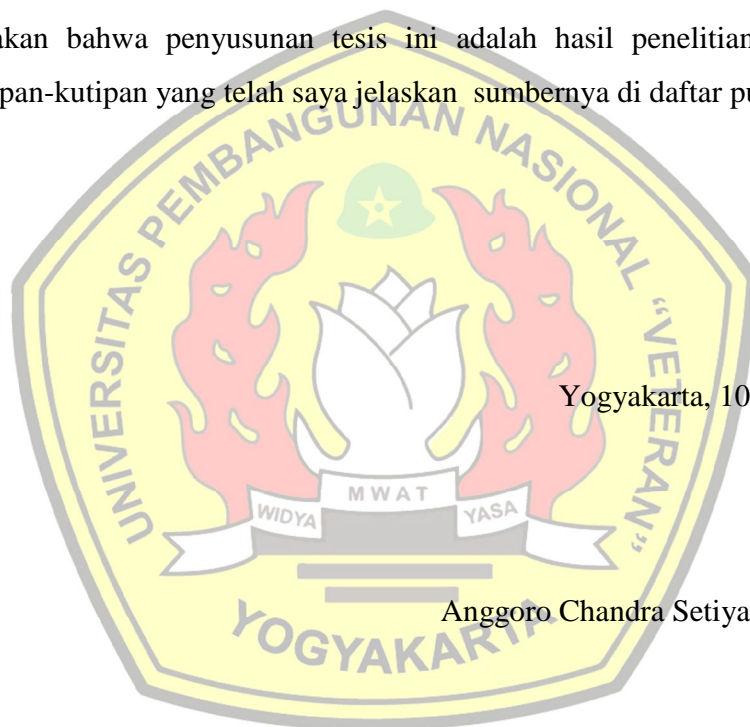 akan bahwa penyusunan tesis ini adalah hasil penelitian
pan-kutipan yang telah saya jelaskan sumbernya di daftar pu
UNIVERSITAS PEMBANGUNAN NASIONAL "VETERAN"
Yogyakarta, 10
WIDYA MWAT YASA
Anggoro Chandra Setiya
YOGYAKARTA